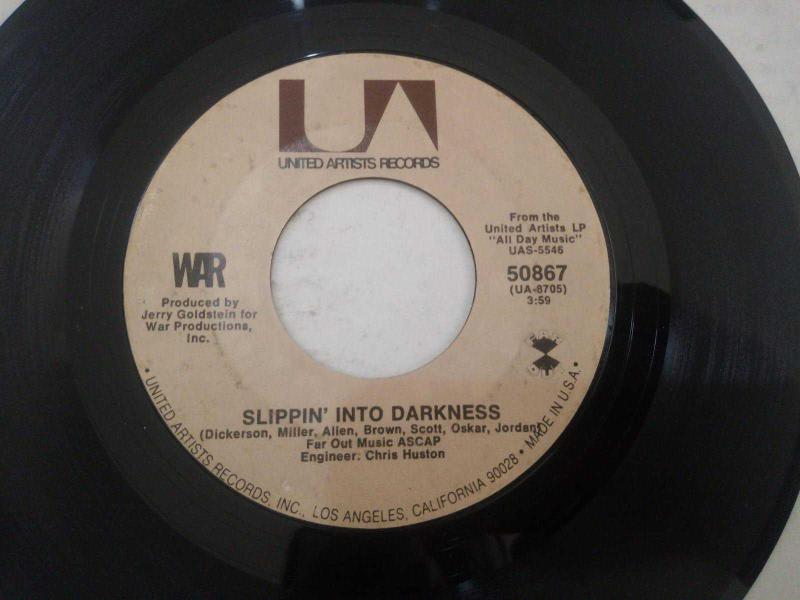 UA
UNITED ARTISTS RECORDS
From the
United Artists LP
"All Day Music"
UAS-5546
50867
(UA-8705)
3:59
WAR
Produced by
Jerry Goldstein for
War Productions,
Inc.
FAR
OUT
SLIPPIN' INTO DARKNESS
(Dickerson, Miller, Allen, Brown, Scott, Oskar, Jordan)
Far Out Music ASCAP
Engineer: Chris Huston
• UNITED ARTISTS RECORDS, INC., LOS ANGELES, CALIFORNIA 90028 • MADE IN U.S.A. •